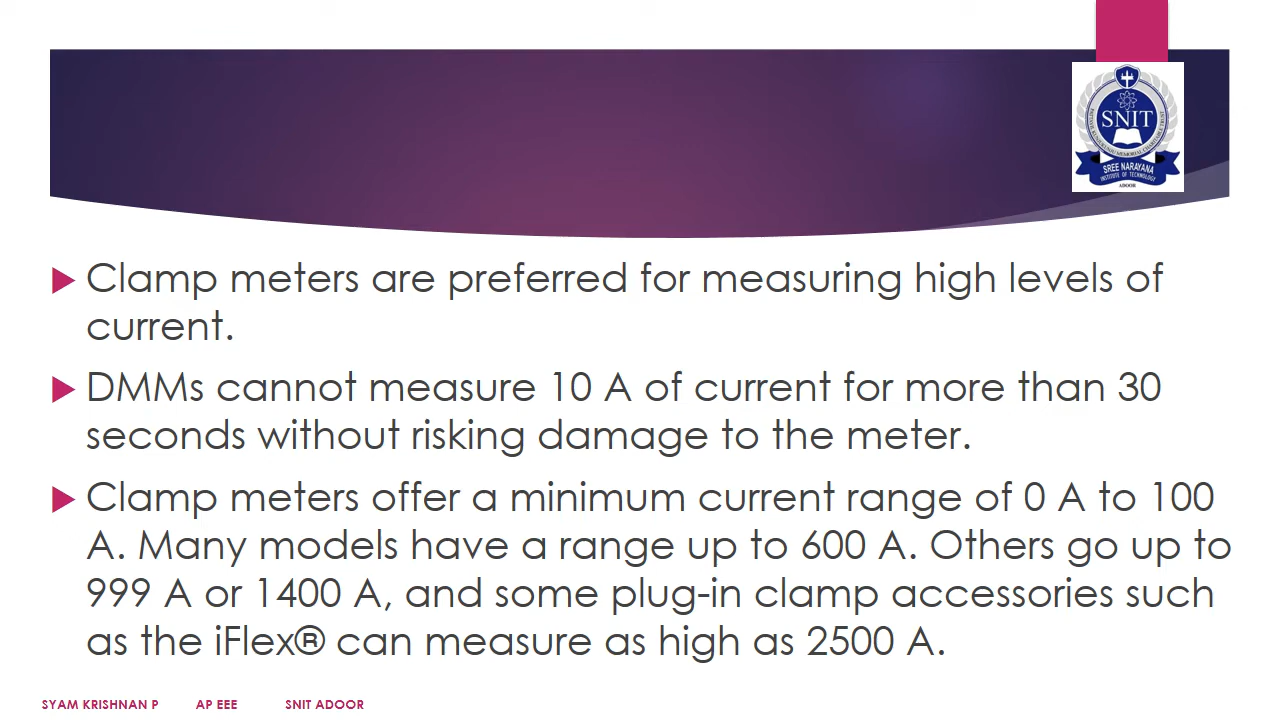 SNIT
SREE NARAYANA
INSTITUTE OF TECHNOLOGY
ADOOR
Clamp meters are preferred for measuring high levels of
current.
DMMs cannot measure 10 A of current for more than 30
seconds without risking damage to the meter.
Clamp meters offer a minimum current range of 0 A to 100
A. Many models have a range up to 600 A. Others go up to
999 A or 1400 A, and some plug-in clamp accessories such
as the iFlex® can measure as high as 2500 A.
SYAM KRISHNAN P AP EEE SNIT ADOOR